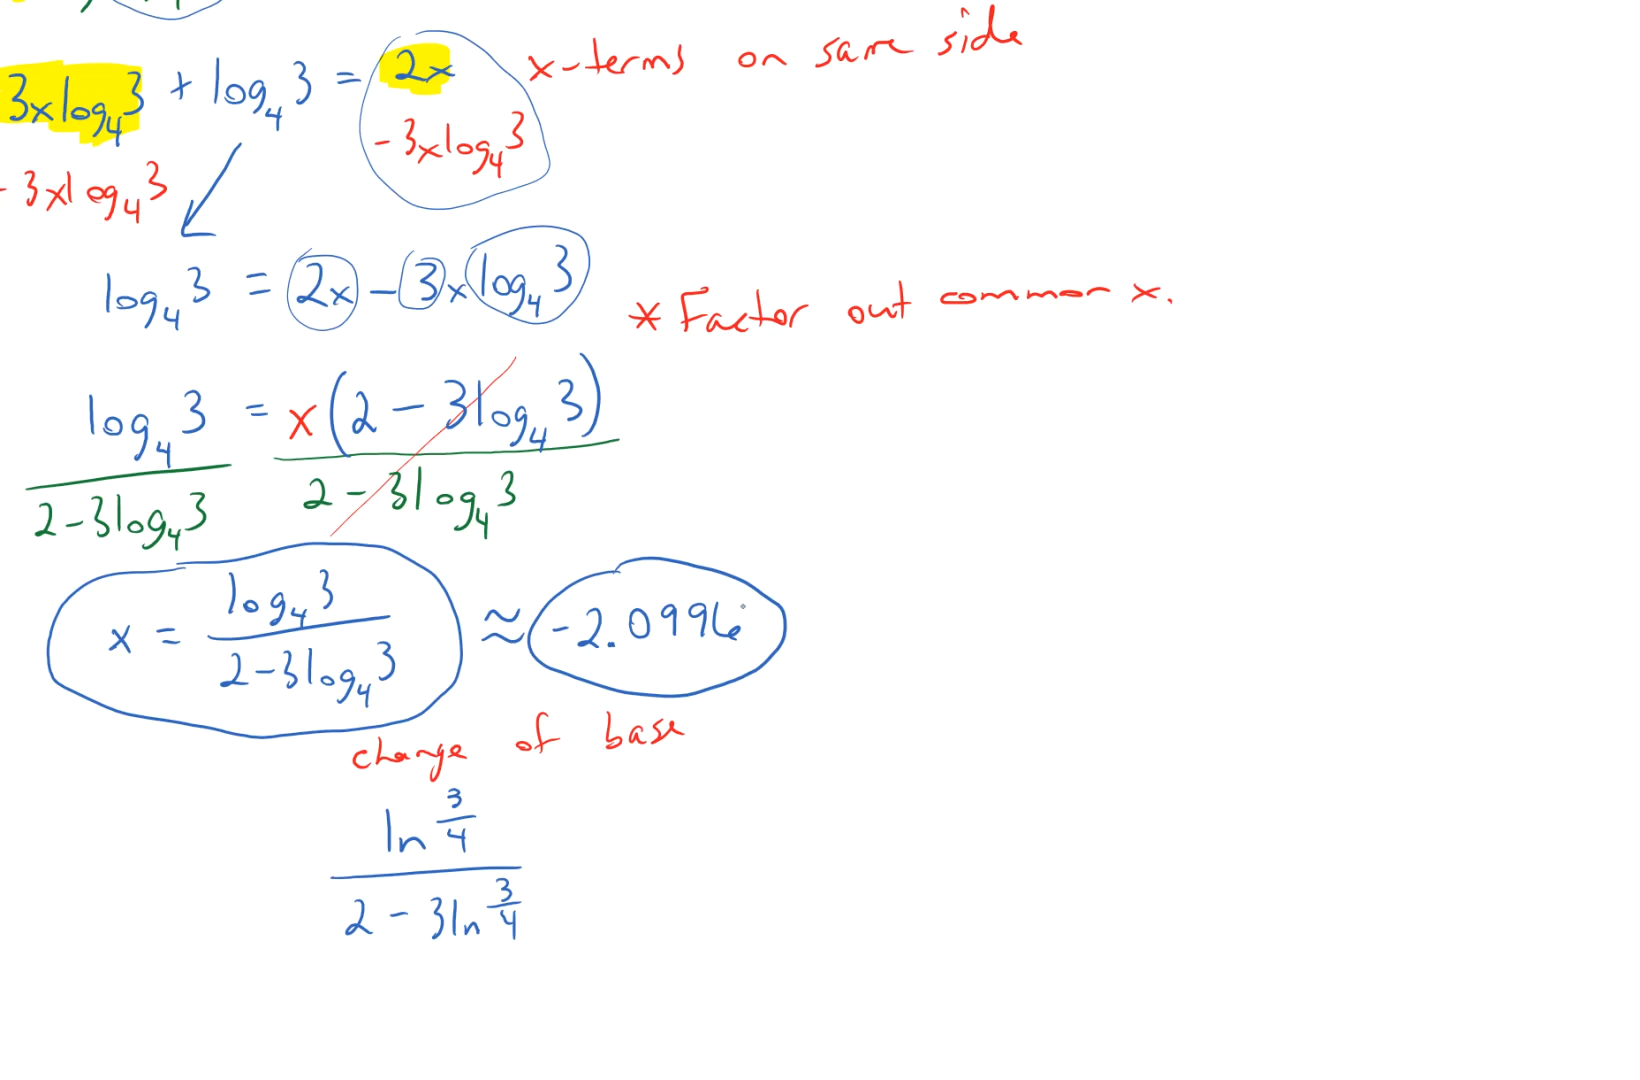 3xlog₄3 + log₄3 = 2x x-terms on same side
- 3xlog₄3 - 3xlog₄3
log₄3 = 2x - 3xlog₄3 * Factor out common x.
log₄3 = x(2 - 3log₄3)
2-3log₄3 2-3log₄3
x = log₄3 / (2-3log₄3) ≈ -2.0996
change of base
ln 3/4
2 - 3ln 3/4